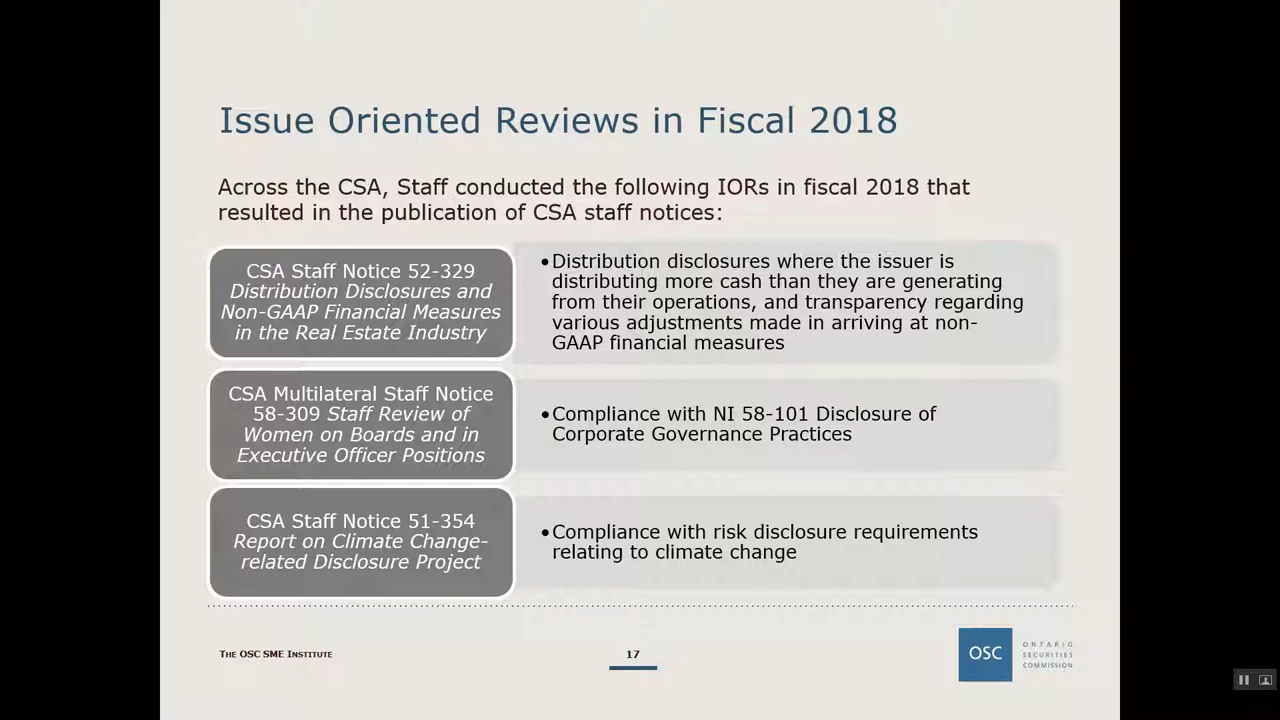 Issue Oriented Reviews in Fiscal 2018
Across the CSA, Staff conducted the following IORs in fiscal 2018 that
resulted in the publication of CSA staff notices:
CSA Staff Notice 52-329
Distribution Disclosures and
Non-GAAP Financial Measures
in the Real Estate Industry
•Distribution disclosures where the issuer is
distributing more cash than they are generating
from their operations, and transparency regarding
various adjustments made in arriving at non-
GAAP financial measures
CSA Multilateral Staff Notice
58-309 Staff Review of
Women on Boards and in
Executive Officer Positions
•Compliance with NI 58-101 Disclosure of
Corporate Governance Practices
CSA Staff Notice 51-354
Report on Climate Change-
related Disclosure Project
•Compliance with risk disclosure requirements
relating to climate change
THE OSC SME INSTITUTE
17
OSC
ONTARIO
SECURITIES
COMMISSION